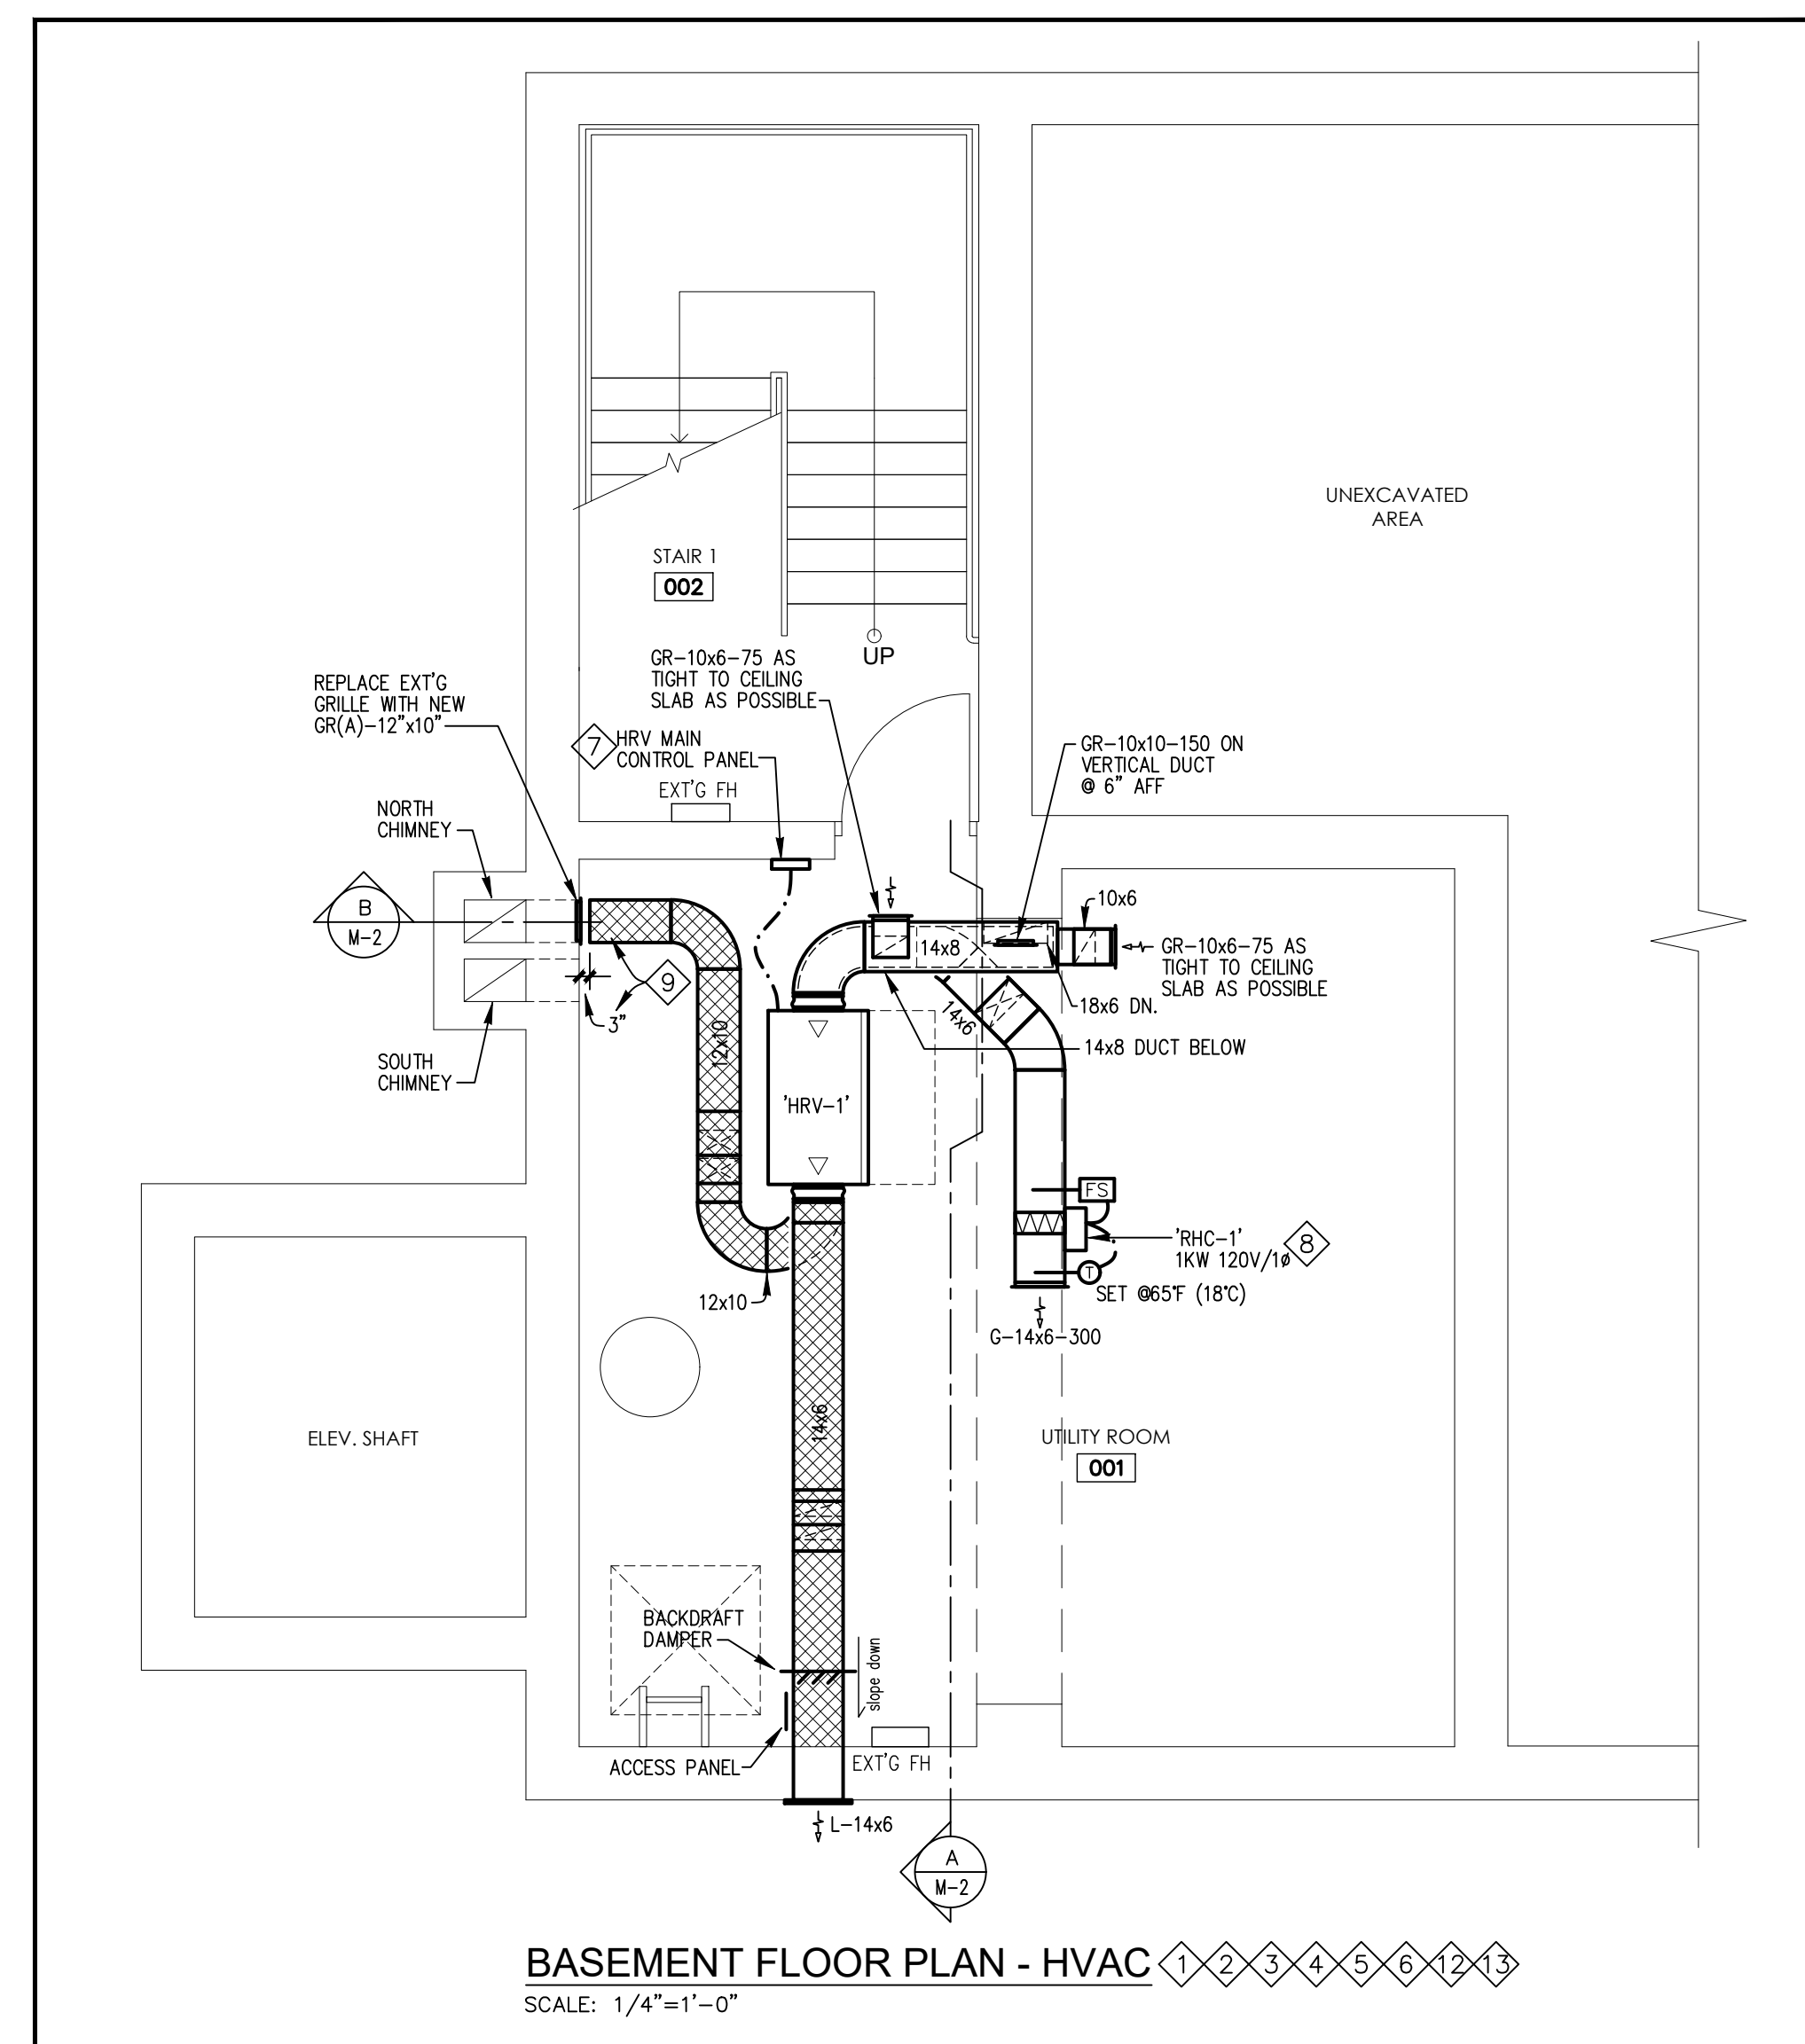 UNEXCAVATED
AREA
STAIR 1
002
UP
GR-10x6-75 AS
TIGHT TO CEILING
SLAB AS POSSIBLE
REPLACE EXT'G
GRILLE WITH NEW
GR(A)-12"x10"
7
HRV MAIN
CONTROL PANEL
EXT'G FH
GR-10x10-150 ON
VERTICAL DUCT
@ 6" AFF
NORTH
CHIMNEY
B
M-2
10x6
14x8
GR-10x6-75 AS
TIGHT TO CEILING
SLAB AS POSSIBLE
9
3"
18x6 DN.
14x6
12x10
14x8 DUCT BELOW
SOUTH
CHIMNEY
'HRV-1'
FS
'RHC-1'
1KW 120V/1ø
8
T
SET @65°F (18°C)
12x10
G-14x6-300
14x6
ELEV. SHAFT
UTILITY ROOM
001
BACKDRAFT
DAMPER
slope down
ACCESS PANEL
EXT'G FH
L-14x6
A
M-2
BASEMENT FLOOR PLAN - HVAC 1 2 3 4 5 6 12 13
SCALE: 1/4"=1'-0"